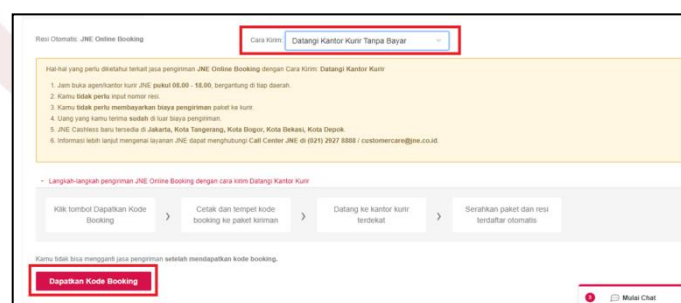 Resi Otomatis. JNE Online Booking
Cara Kirim: Datangi Kantor Kurir Tanpa Bayar
Hal-hal yang perlu diketahui terkait jasa pengiriman JNE Online Booking dengan Cara Kirim: Datangi Kantor Kurir
1. Jam buka agen/kantor kurir JNE pukul 08.00 - 18.00, bergantung di tiap daerah.
2. Kamu tidak perlu input nomor resi.
3. Kamu tidak perlu membayarkan biaya pengiriman paket ke kurir.
4. Uang yang kamu terima sudah di luar biaya pengiriman.
5. JNE Cashless baru tersedia di Jakarta, Kota Tangerang, Kota Bogor, Kota Bekasi, Kota Depok.
6. Informasi lebih lanjut mengenai layanan JNE dapat menghubungi Call Center JNE di (021) 2927 8888 / customercare@jne.co.id.
- Langkah-langkah pengiriman JNE Online Booking dengan cara kirim Datangi Kantor Kurir
Klik tombol Dapatkan Kode
Booking
Cetak dan tempel kode
booking ke paket kiriman
Datang ke kantor kurir
terdekat
Serahkan paket dan resi
terdaftar otomatis
Kamu tidak bisa mengganti jasa pengiriman setelah mendapatkan kode booking.
Dapatkan Kode Booking
Mulai Chat